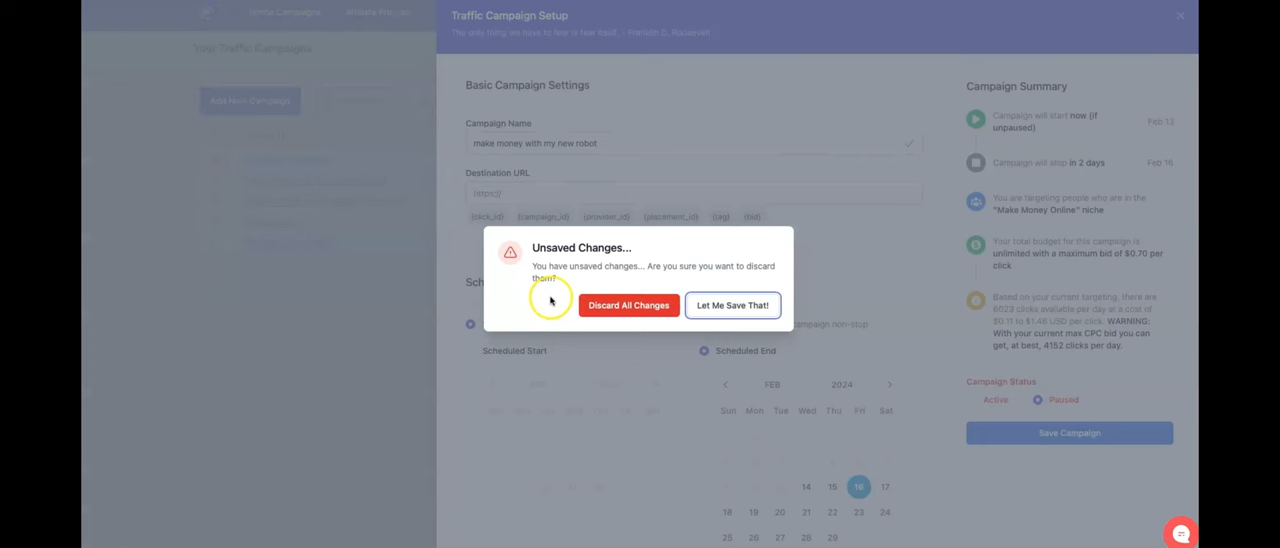 Traffic Campaigns
Affiliate Program
Traffic Campaign Setup
The only thing we have to fear is fear itself. - Franklin D. Roosevelt
Your Traffic Campaigns
Add New Campaign
Basic Campaign Settings
Campaign Name
make money with my new robot
Destination URL
https://
{click_id} {campaign_id} {provider_id} {placement_id} {tag} {bid}
Unsaved Changes...
You have unsaved changes... Are you sure you want to discard
them?
Discard All Changes
Let Me Save That!
campaign non-stop
Scheduled Start
Scheduled End
FEB 2024
Sun Mon Tue Wed Thu Fri Sat
14 15 16 17
18 19 20 21 22 23 24
25 26 27 28 29
Campaign Summary
Campaign will start now (if
unpaused)
Feb 13
Campaign will stop in 2 days
Feb 16
You are targeting people who are in the
"Make Money Online" niche
Your total budget for this campaign is
unlimited with a maximum bid of $0.70 per
click
Based on your current targeting, there are
6023 clicks available per day at a cost of
$0.11 to $1.46 USD per click. WARNING:
With your current max CPC bid you can
get, at best, 4152 clicks per day.
Campaign Status
Active
Paused
Save Campaign